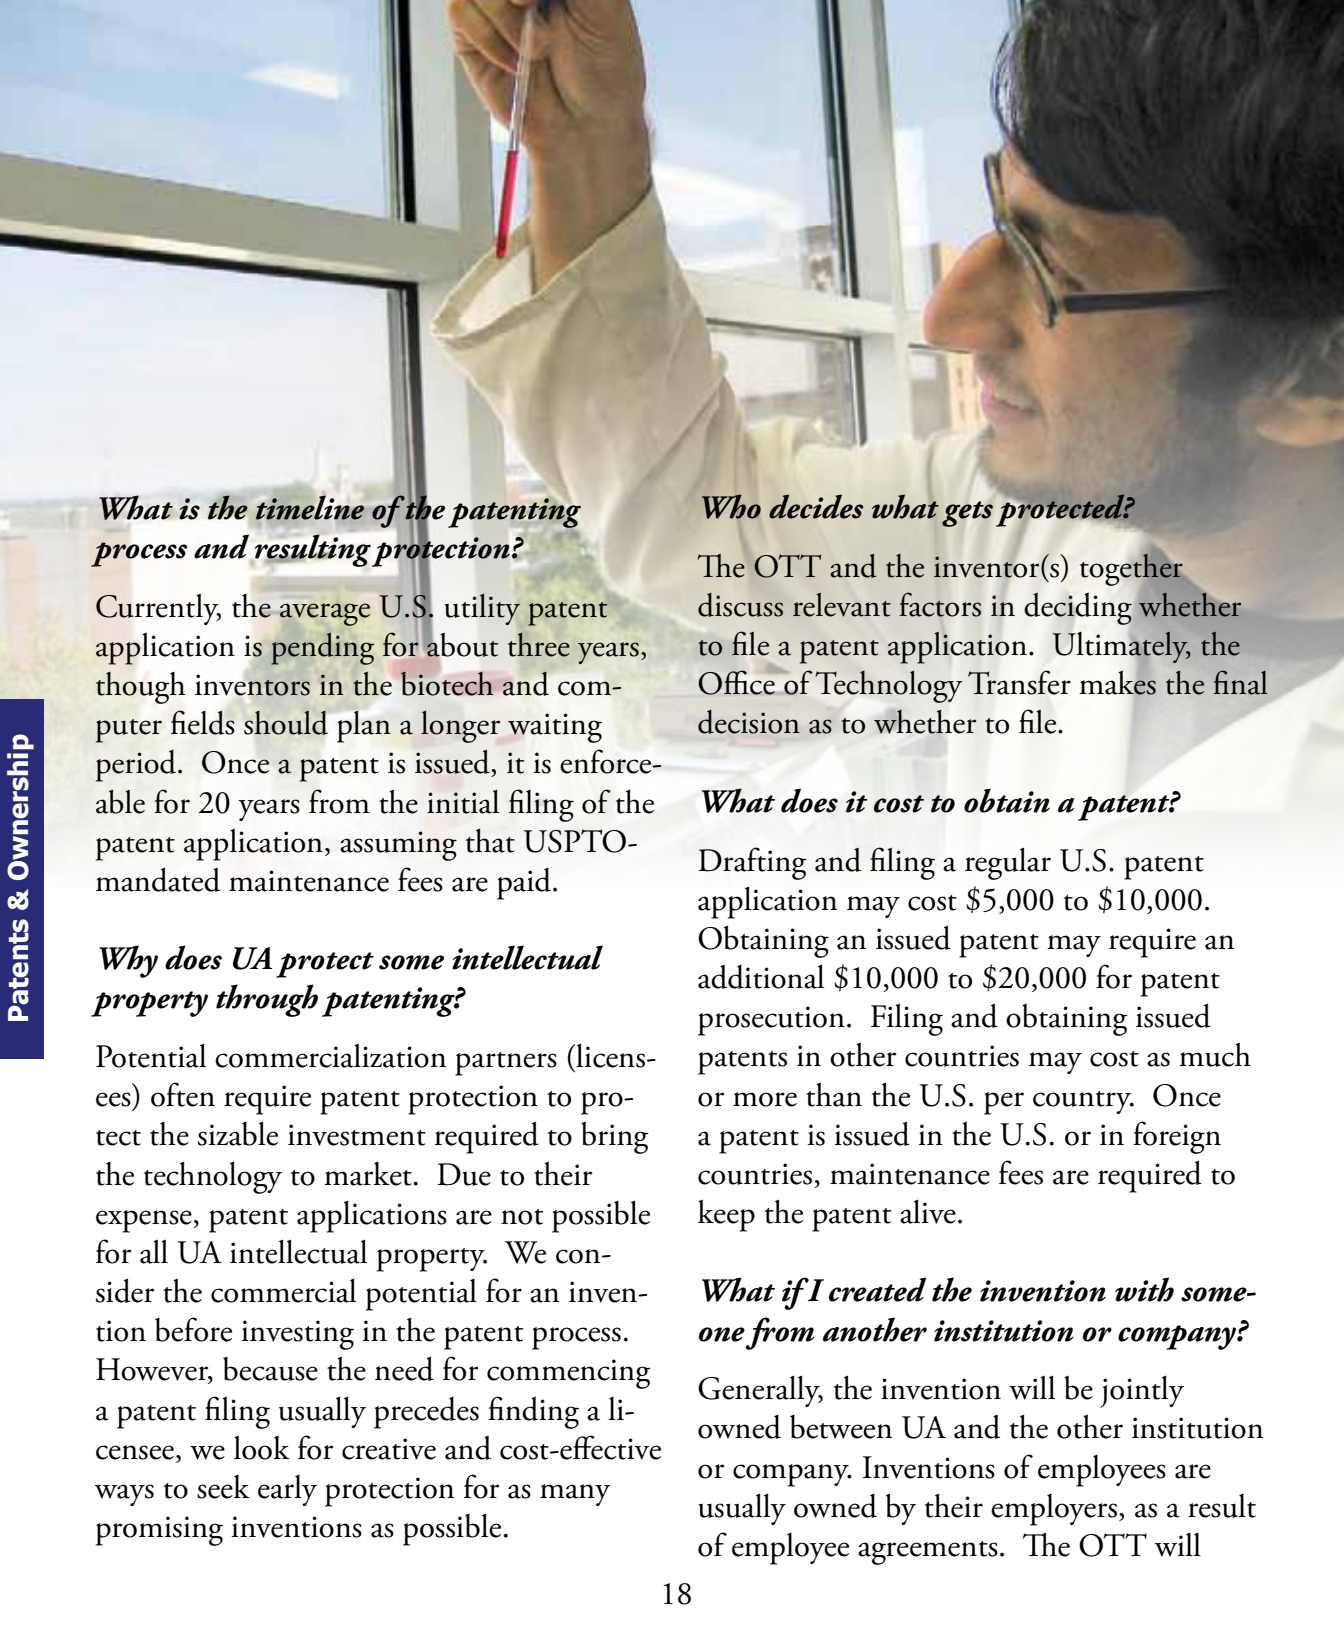 What is the timeline of the patenting
process and resulting protection?
Currently, the average U.S. utility patent
application is pending for about three years,
though inventors in the biotech and com-
puter fields should plan a longer waiting
period.  Once a patent is issued, it is enforce-
able for 20 years from the initial filing of the
patent application, assuming that USPTO-
mandated maintenance fees are paid.
Why does UA protect some intellectual
property through patenting?
Potential commercialization partners (licens-
ees) often require patent protection to pro-
tect the sizable investment required to bring
the technology to market.  Due to their
expense, patent applications are not possible
for all UA intellectual property.  We con-
sider the commercial potential for an inven-
tion before investing in the patent process.
However, because the need for commencing
a patent filing usually precedes finding a li-
censee, we look for creative and cost-effective
ways to seek early protection for as many
promising inventions as possible.
Who decides what gets protected?
The OTT and the inventor(s) together
discuss relevant factors in deciding whether
to file a patent application.  Ultimately, the
Office of Technology Transfer makes the final
decision as to whether to file.
What does it cost to obtain a patent?
Drafting and filing a regular U.S. patent
application may cost $5,000 to $10,000.
Obtaining an issued patent may require an
additional $10,000 to $20,000 for patent
prosecution.  Filing and obtaining issued
patents in other countries may cost as much
or more than the U.S. per country.  Once
a patent is issued in the U.S. or in foreign
countries, maintenance fees are required to
keep the patent alive.
What if I created the invention with some-
one from another institution or company?
Generally, the invention will be jointly
owned between UA and the other institution
or company. Inventions of employees are
usually owned by their employers, as a result
of employee agreements.  The OTT will
Patents & Ownership
18